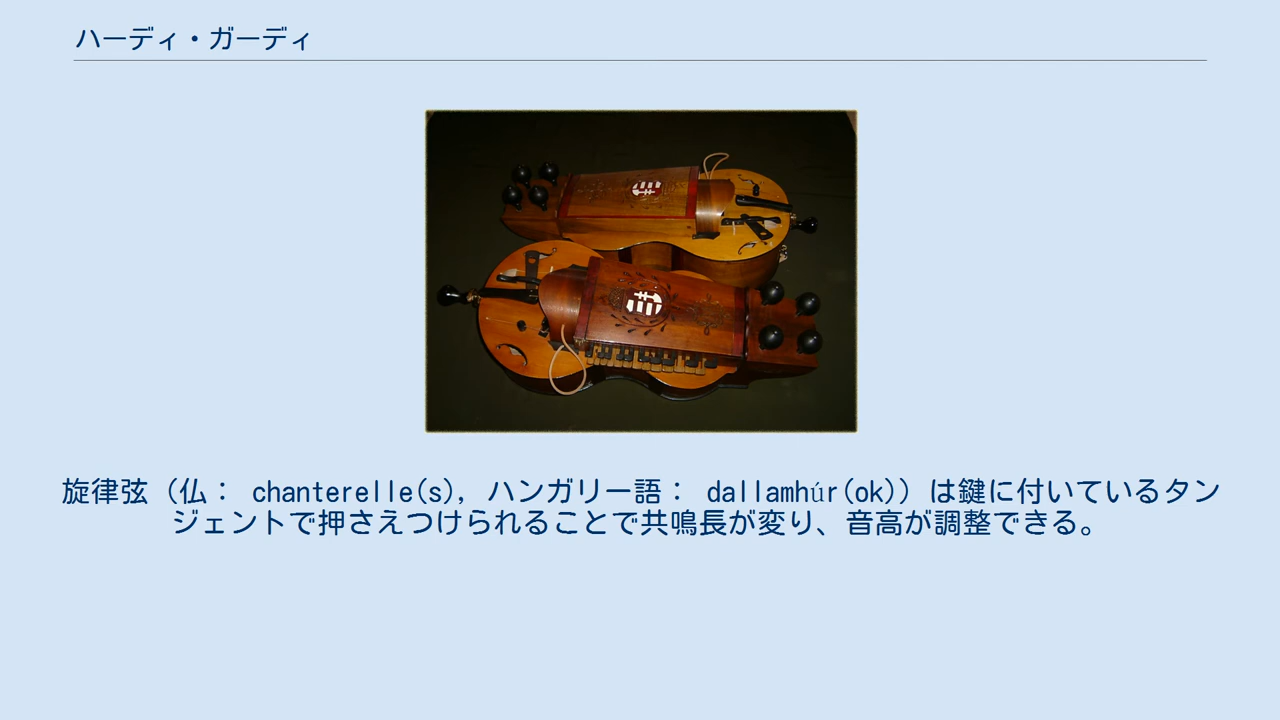 ハーディ・ガーディ
旋律弦 (仏： chanterelle(s), ハンガリー語： dallamhúr(ok)) は鍵に付いているタン
ジェントで押さえつけられることで共鳴長が変り、音高が調整できる。